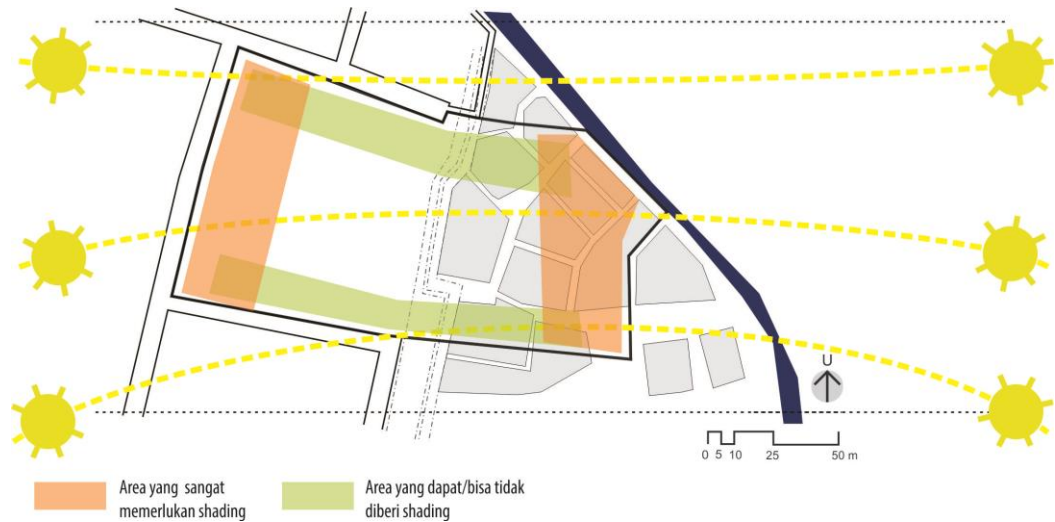 U
0 5 10 25 50 m
Area yang sangat
memerlukan shading
Area yang dapat/bisa tidak
diberi shading